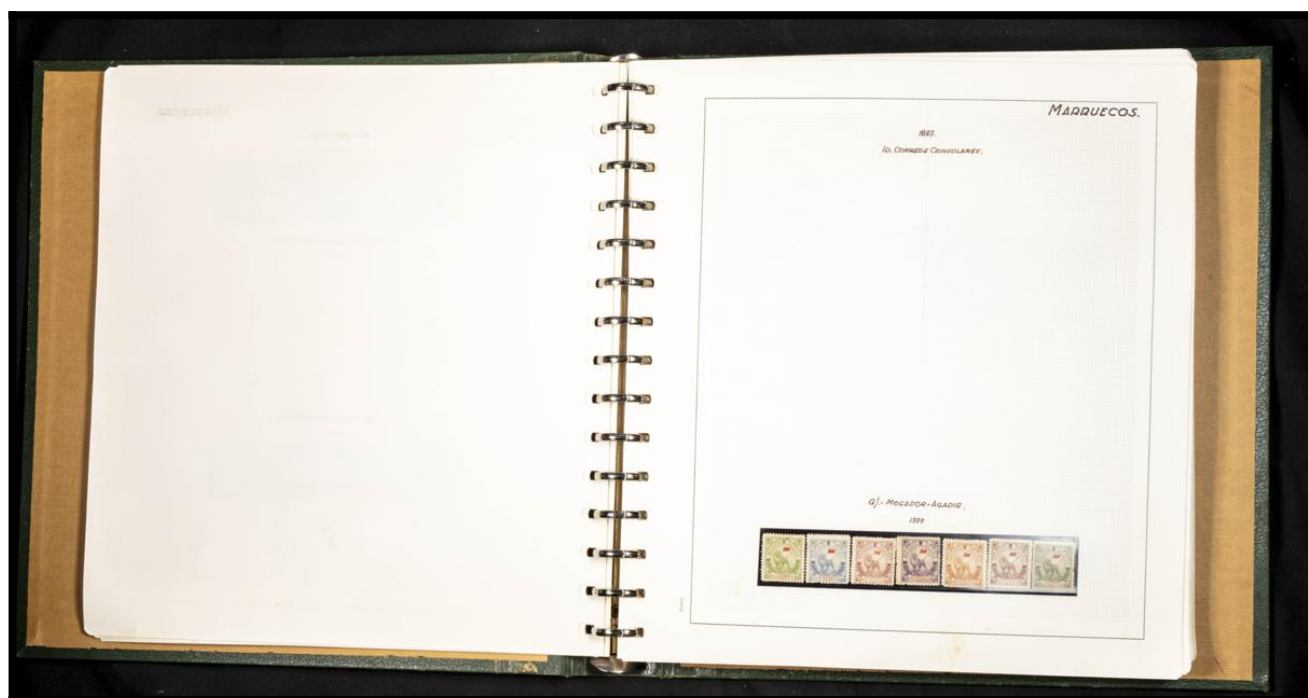 MARRUECOS.
1897.
ID. CORREOS CONSULARES.
G).- MOGADOR-AGADIR.
1900